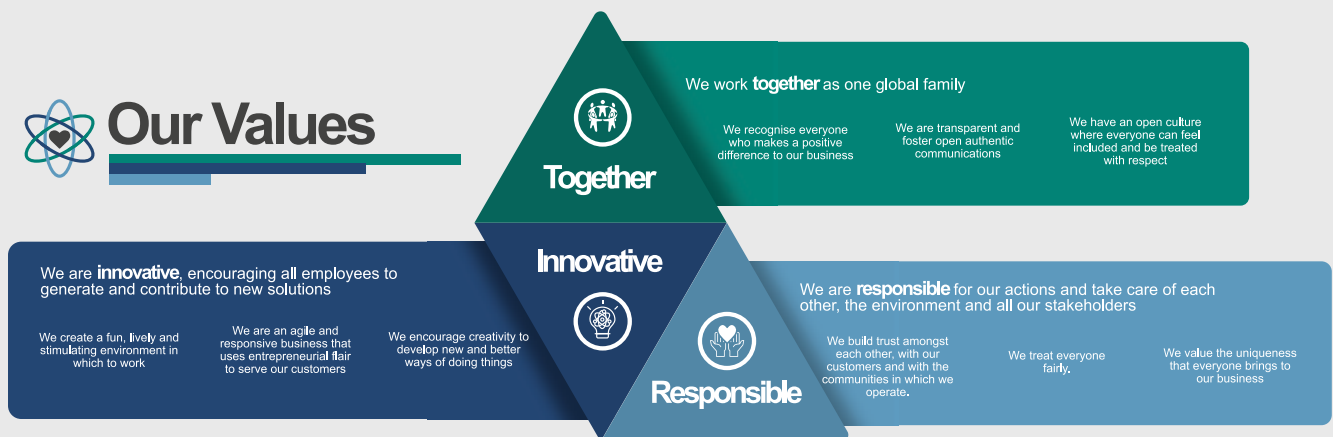 Our Values
Together
We work together as one global family
We recognise everyone
who makes a positive
difference to our business
We are transparent and
foster open authentic
communications
We have an open culture
where everyone can feel
included and be treated
with respect
Innovative
We are innovative, encouraging all employees to
generate and contribute to new solutions
We create a fun, lively and
stimulating environment in
which to work
We are an agile and
responsive business that
uses entrepreneurial flair
to serve our customers
We encourage creativity to
develop new and better
ways of doing things
Responsible
We are responsible for our actions and take care of each
other, the environment and all our stakeholders
We build trust amongst
each other, with our
customers and with the
communities in which we
operate.
We treat everyone
fairly.
We value the uniqueness
that everyone brings to
our business